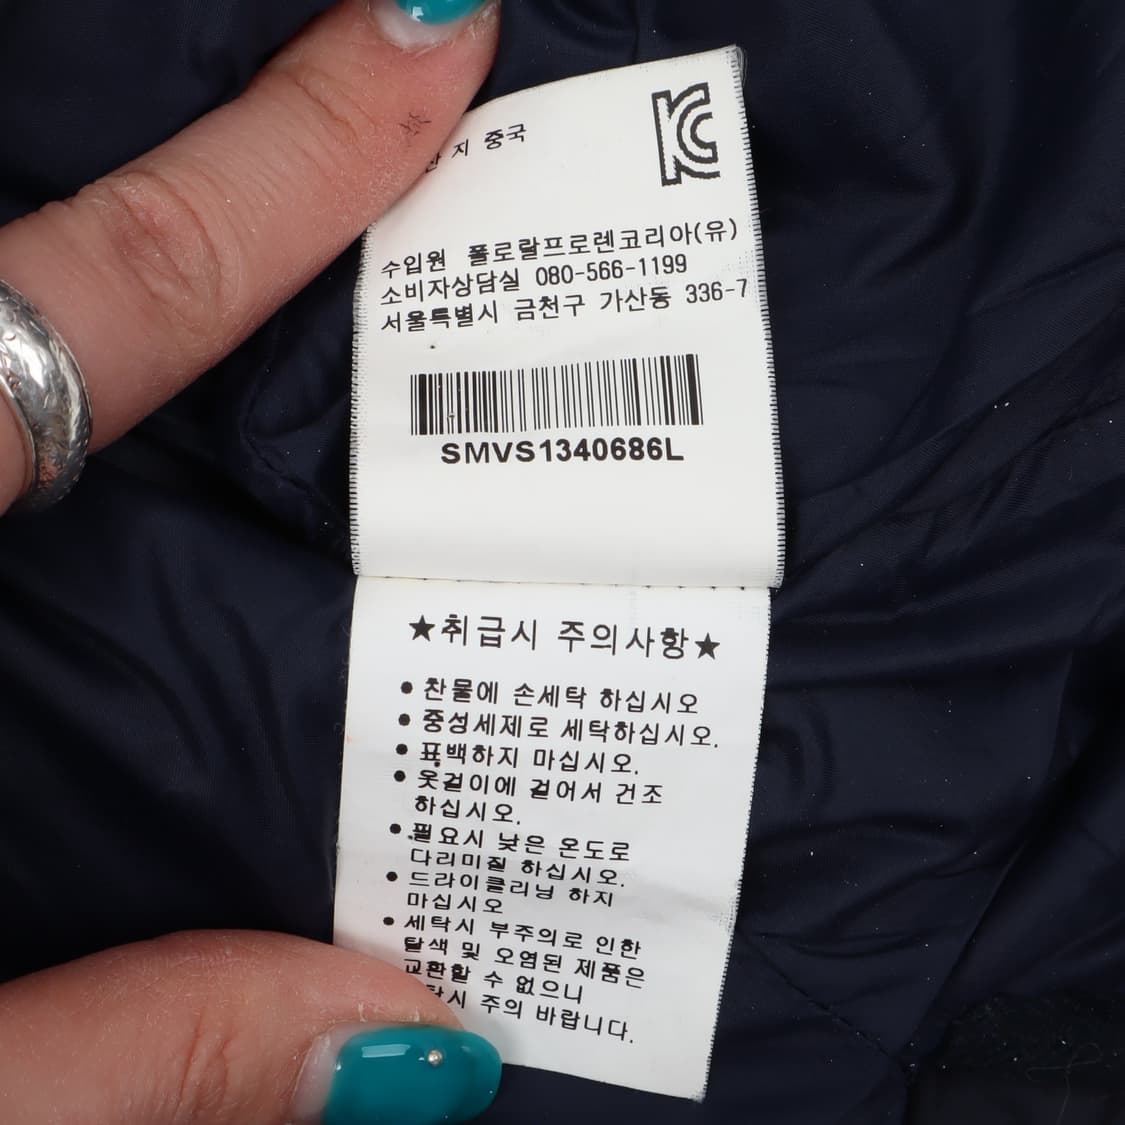 지 중국
KC
수입원 폴로랄프로렌코리아(유)
소비자상담실 080-566-1199
서울특별시 금천구 가산동 336-7
SMVS1340686L
★취급시 주의사항★
● 찬물에 손세탁 하십시오
● 중성세제로 세탁하십시오.
● 표백하지 마십시오.
● 옷걸이에 걸어서 건조
하십시오.
● 필요시 낮은 온도로
다리미질 하십시오.
● 드라이클리닝 하지
마십시오
● 세탁시 부주의로 인한
탈색 및 오염된 제품은
교환할 수 없으니
주의 바랍니다.